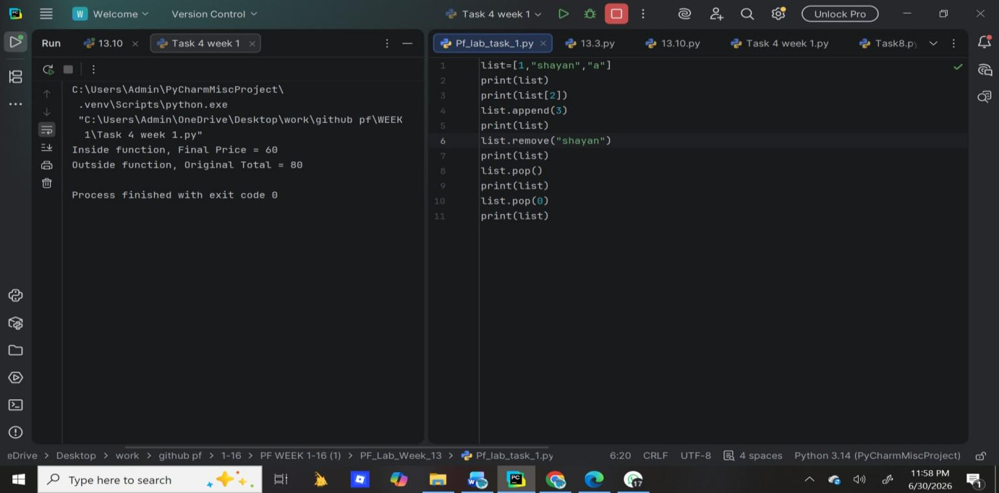 PC
W Welcome
Version Control
Task 4 week 1
Unlock Pro
Run
13.10
Task 4 week 1
C:\Users\Admin\PyCharmMiscProject\
.venv\Scripts\python.exe
"C:\Users\Admin\OneDrive\Desktop\work\github pf\WEEK
1\Task 4 week 1.py"
Inside function, Final Price = 60
Outside function, Original Total = 80
Process finished with exit code 0
Pf_lab_task_1.py
13.3.py
13.10.py
Task 4 week 1.py
Task8.py
1 list=[1,"shayan","a"]
2 print(list)
3 print(list[2])
4 list.append(3)
5 print(list)
6 list.remove("shayan")
7 print(list)
8 list.pop()
9 print(list)
10 list.pop(0)
11 print(list)
eDrive > Desktop > work > github pf > 1-16 > PF WEEK 1-16 (1) > PF_Lab_Week_13 > Pf_lab_task_1.py
6:20 CRLF UTF-8 4 spaces Python 3.14 (PyCharmMiscProject)
Type here to search
W
PC
17
11:58 PM
6/30/2026
1